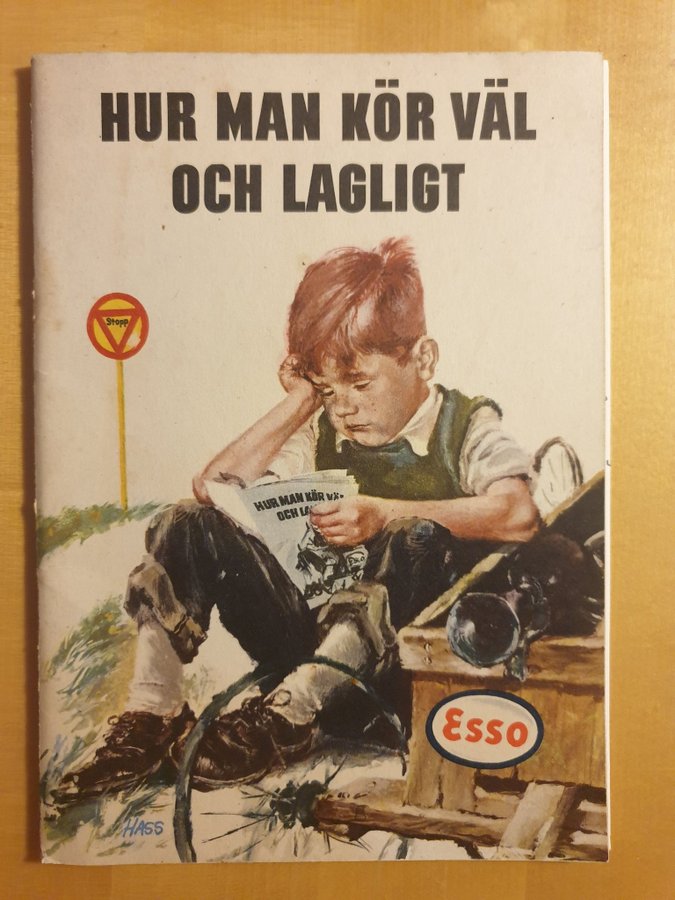 HUR MAN KÖR VÄL
OCH LAGLIGT
Stopp
HUR MAN KÖR VÄL
OCH LA
Esso
HASS